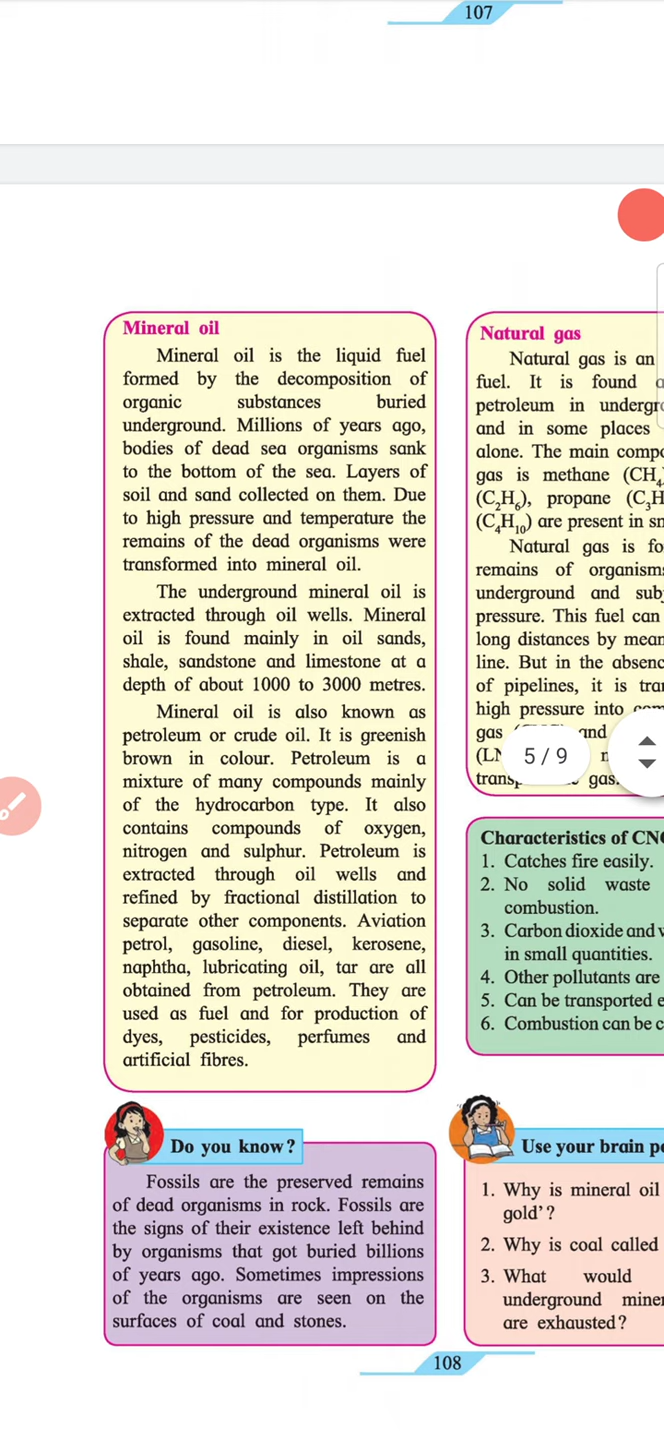 107
Mineral oil
Mineral oil is the liquid fuel
formed by the decomposition of
organic substances buried
underground. Millions of years ago,
bodies of dead sea organisms sank
to the bottom of the sea. Layers of
soil and sand collected on them. Due
to high pressure and temperature the
remains of the dead organisms were
transformed into mineral oil.
The underground mineral oil is
extracted through oil wells. Mineral
oil is found mainly in oil sands,
shale, sandstone and limestone at a
depth of about 1000 to 3000 metres.
Mineral oil is also known as
petroleum or crude oil. It is greenish
brown in colour. Petroleum is a
mixture of many compounds mainly
of the hydrocarbon type. It also
contains compounds of oxygen,
nitrogen and sulphur. Petroleum is
extracted through oil wells and
refined by fractional distillation to
separate other components. Aviation
petrol, gasoline, diesel, kerosene,
naphtha, lubricating oil, tar are all
obtained from petroleum. They are
used as fuel and for production of
dyes, pesticides, perfumes and
artificial fibres.
Natural gas
Natural gas is an
fuel. It is found
petroleum in
and in some places
alone. The main
gas is methane (CH₄)
(C₂H₆), propane (C₃H
(C₄H₁₀) are present in
Natural gas is
remains of
underground and
pressure. This fuel can
long distances by
line. But in the
of pipelines, it is
high pressure into
gas and
5 / 9
gas.
Characteristics of
1. Catches fire easily.
2. No solid waste
combustion.
3. Carbon dioxide and
in small quantities.
4. Other pollutants are
5. Can be transported
6. Combustion can be
Do you know?
Fossils are the preserved remains
of dead organisms in rock. Fossils are
the signs of their existence left behind
by organisms that got buried billions
of years ago. Sometimes impressions
of the organisms are seen on the
surfaces of coal and stones.
Use your brain
1. Why is mineral oil
gold’?
2. Why is coal called
3. What would
underground
are exhausted?
108